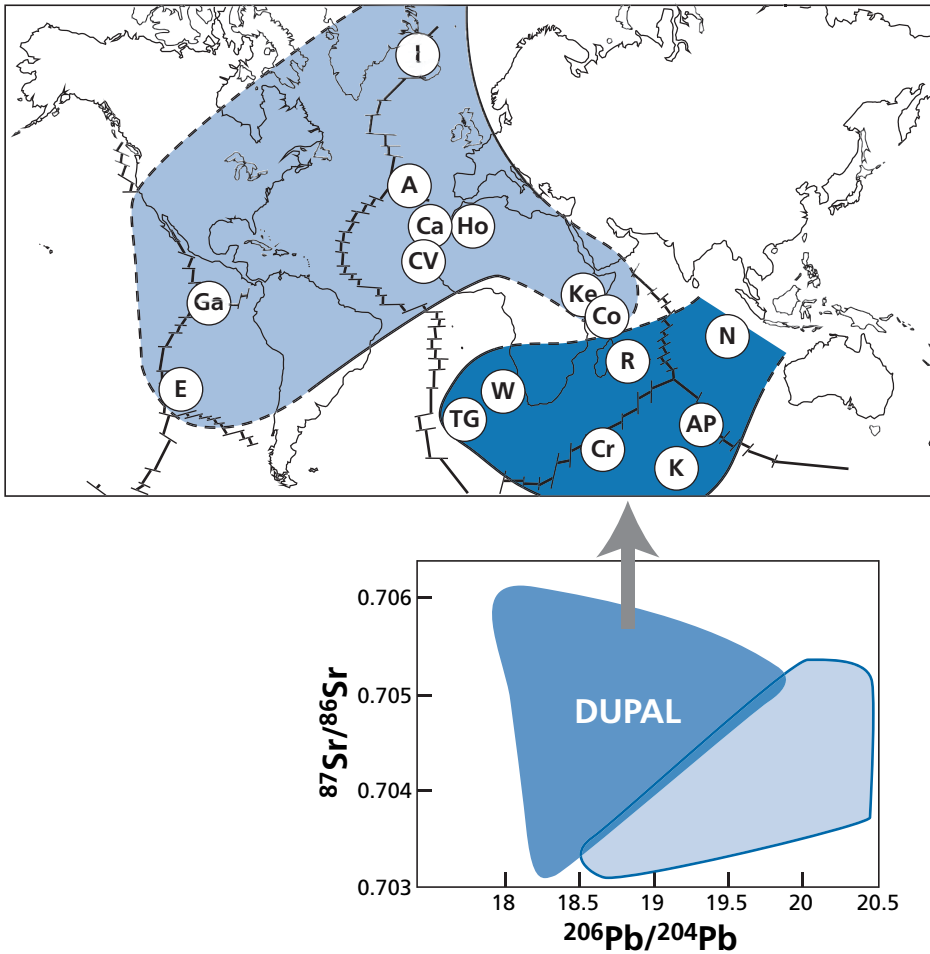 I
A
Ca Ho
CV
Ke
Ga
Co
N
R
E
W
TG
AP
Cr
K
0.706
0.705
DUPAL
0.704
0.703
⁸⁷Sr/⁸⁶Sr
18 18.5 19 19.5 20 20.5
²⁰⁶Pb/²⁰⁴Pb